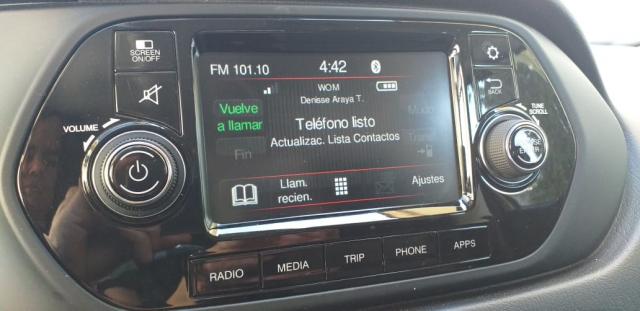 SCREEN
ON/OFF
FM 101.10 4:42
WOM
Denisse Araya T.
Vuelve
a llamar
Teléfono listo
Actualizac. Lista Contactos
Fin
Llam.
recien.
Ajustes
VOLUME
BACK
TUNE
SCROLL
ENTER
RADIO MEDIA TRIP PHONE APPS